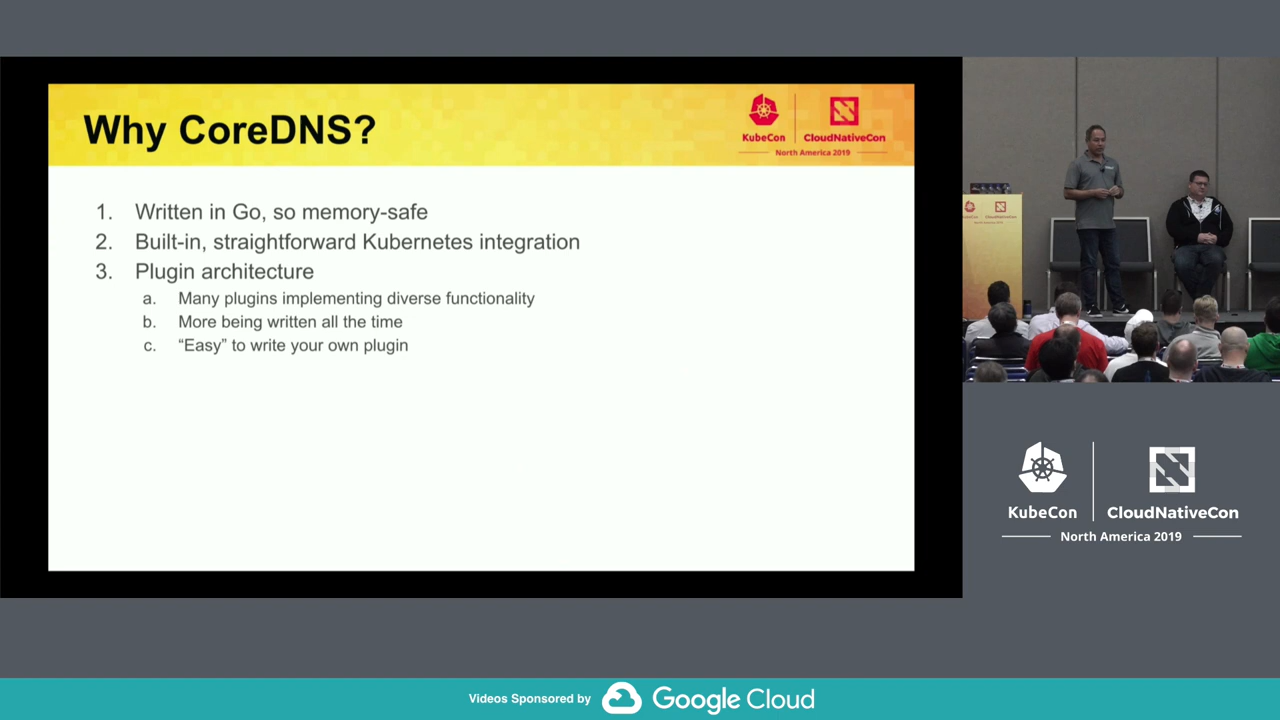 Why CoreDNS?
KubeCon
CloudNativeCon
North America 2019
1. Written in Go, so memory-safe
2. Built-in, straightforward Kubernetes integration
3. Plugin architecture
a. Many plugins implementing diverse functionality
b. More being written all the time
c. “Easy” to write your own plugin
KubeCon
CloudNativeCon
North America 2019
Videos Sponsored by
Google Cloud